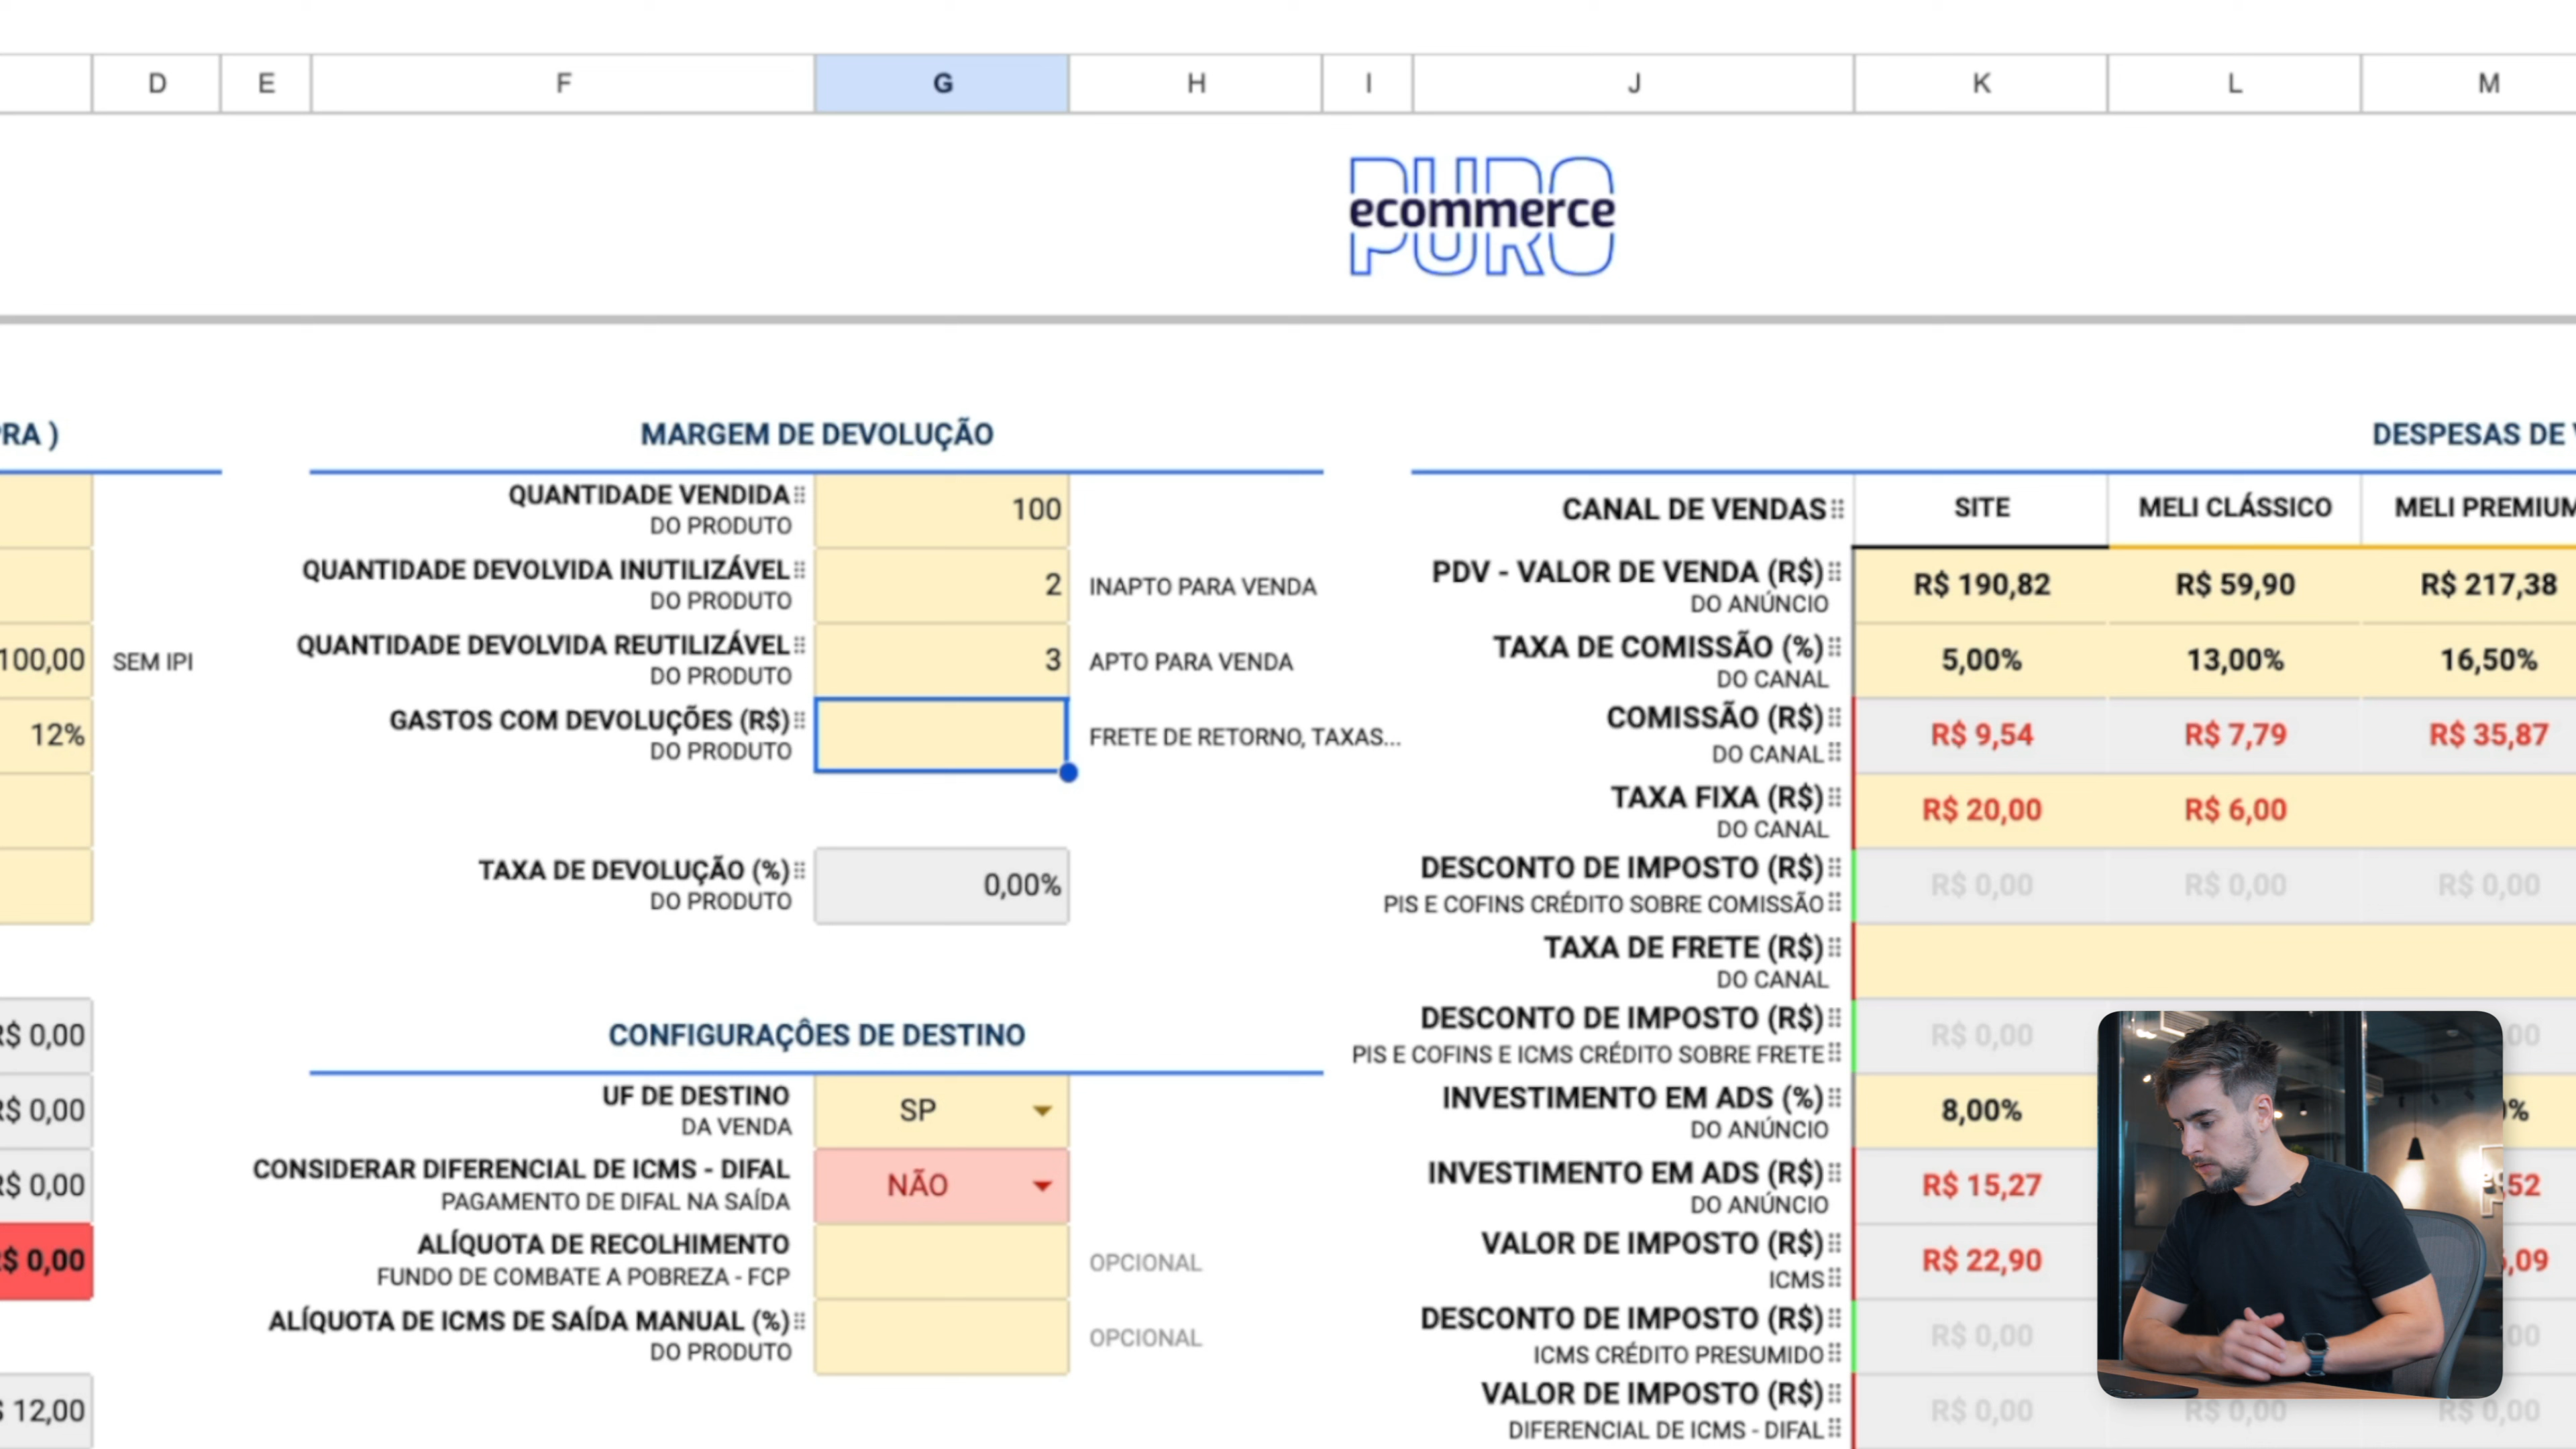 D E F G H I J K L M
PURO
ecommerce
PURO
RA )
MARGEM DE DEVOLUÇÃO
DESPESAS DE
QUANTIDADE VENDIDA
DO PRODUTO
100
CANAL DE VENDAS
SITE
MELI CLÁSSICO
MELI PREMIUM
QUANTIDADE DEVOLVIDA INUTILIZÁVEL
DO PRODUTO
2
INAPTO PARA VENDA
PDV - VALOR DE VENDA (R$)
DO ANÚNCIO
R$ 190,82
R$ 59,90
R$ 217,38
100,00
SEM IPI
QUANTIDADE DEVOLVIDA REUTILIZÁVEL
DO PRODUTO
3
APTO PARA VENDA
TAXA DE COMISSÃO (%)
DO CANAL
5,00%
13,00%
16,50%
12%
GASTOS COM DEVOLUÇÕES (R$)
DO PRODUTO
FRETE DE RETORNO, TAXAS...
COMISSÃO (R$)
DO CANAL
R$ 9,54
R$ 7,79
R$ 35,87
TAXA FIXA (R$)
DO CANAL
R$ 20,00
R$ 6,00
TAXA DE DEVOLUÇÃO (%)
DO PRODUTO
0,00%
DESCONTO DE IMPOSTO (R$)
PIS E COFINS CRÉDITO SOBRE COMISSÃO
R$ 0,00
R$ 0,00
R$ 0,00
TAXA DE FRETE (R$)
DO CANAL
R$ 0,00
CONFIGURAÇÔES DE DESTINO
DESCONTO DE IMPOSTO (R$)
PIS E COFINS E ICMS CRÉDITO SOBRE FRETE
R$ 0,00
00
R$ 0,00
UF DE DESTINO
DA VENDA
SP
INVESTIMENTO EM ADS (%)
DO ANÚNCIO
8,00%
%
R$ 0,00
CONSIDERAR DIFERENCIAL DE ICMS - DIFAL
PAGAMENTO DE DIFAL NA SAÍDA
NÃO
INVESTIMENTO EM ADS (R$)
DO ANÚNCIO
R$ 15,27
,52
$ 0,00
ALÍQUOTA DE RECOLHIMENTO
FUNDO DE COMBATE A POBREZA - FCP
OPCIONAL
VALOR DE IMPOSTO (R$)
ICMS
R$ 22,90
,09
ALÍQUOTA DE ICMS DE SAÍDA MANUAL (%)
DO PRODUTO
OPCIONAL
DESCONTO DE IMPOSTO (R$)
ICMS CRÉDITO PRESUMIDO
R$ 0,00
00
$ 12,00
VALOR DE IMPOSTO (R$)
DIFERENCIAL DE ICMS - DIFAL
R$ 0,00
R$ 0,00
R$ 0,00